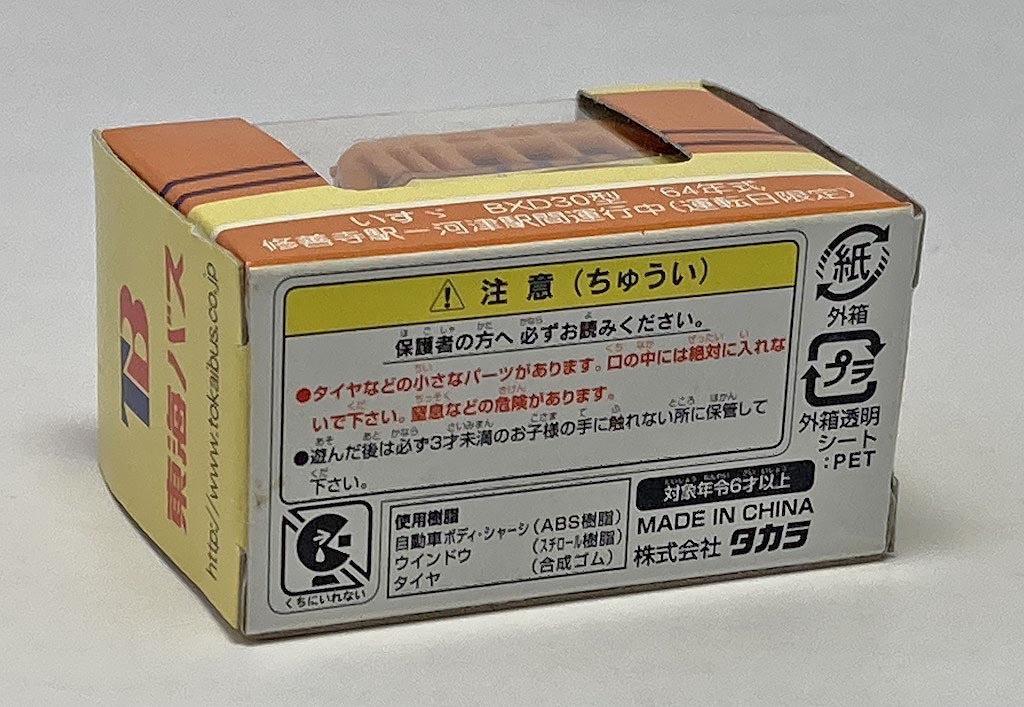 いすゞ BXD30型 '64年式
修善寺駅ー河津駅間運行中(運転日限定)
TB
東海バス
http://www.tokaibus.co.jp
注意(ちゅうい)
保護者の方へ必ずお読みください。
●タイヤなどの小さなパーツがあります。口の中には絶対に入れな
いで下さい。窒息などの危険があります。
●遊んだ後は必ず3才未満のお子様の手に触れない所に保管して
下さい。
くちにいれない
使用樹脂
自動車ボディ・シャーシ(ABS樹脂)
ウインドウ (スチロール樹脂)
タイヤ (合成ゴム)
対象年令6才以上
MADE IN CHINA
株式会社 タカラ
紙
外箱
プラ
外箱透明
シート
:PET